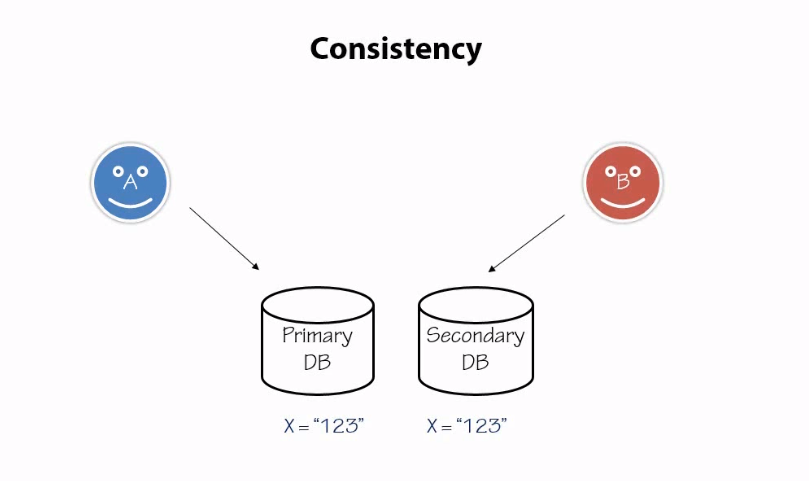 Consistency
A
B
Primary
DB
Secondary
DB
X = “123”
X = “123”